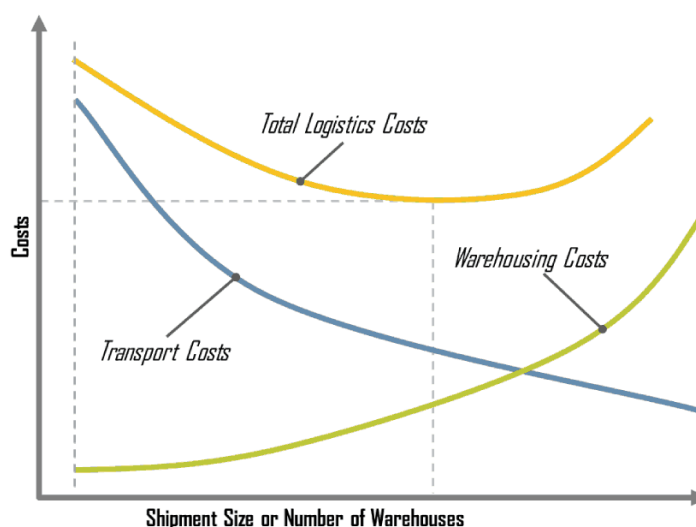 Total Logistics Costs
Costs
Warehousing Costs
Transport Costs
Shipment Size or Number of Warehouses